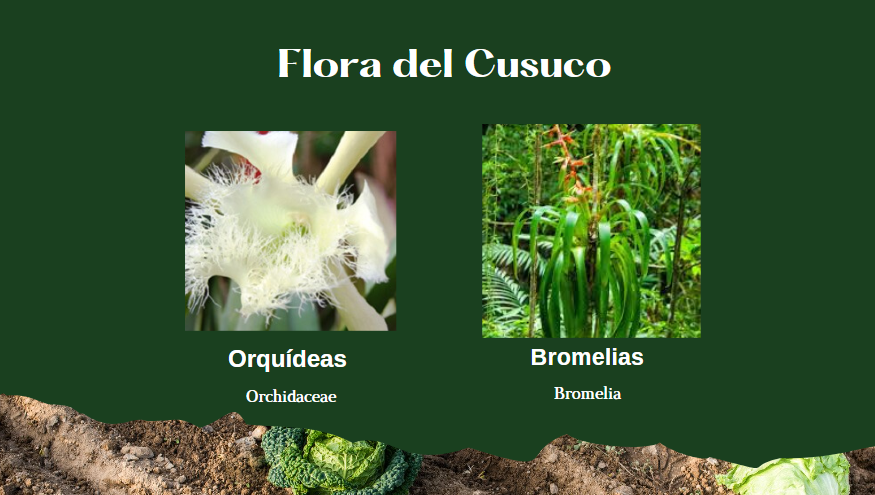 Flora del Cusuco
Orquídeas
Orchidaceae
Bromelias
Bromelia